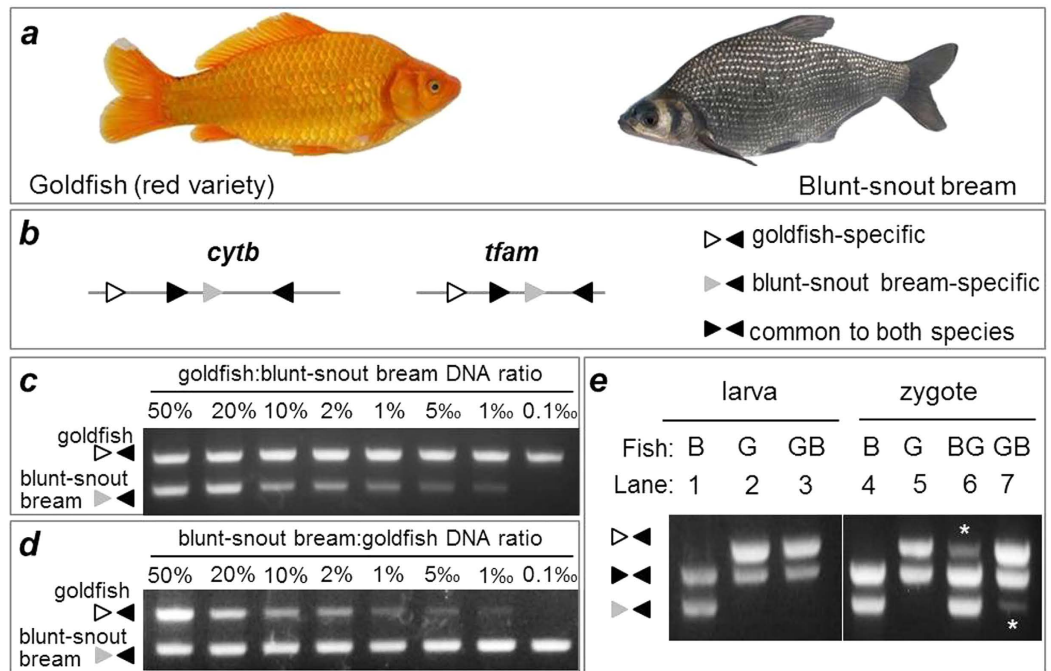 a
Goldfish (red variety)
Blunt-snout bream
b
cytb
tfam
goldfish-specific
blunt-snout bream-specific
common to both species
c
goldfish:blunt-snout bream DNA ratio
50% 20% 10% 2% 1% 5‰ 1‰ 0.1‰
goldfish
blunt-snout
bream
d
blunt-snout bream:goldfish DNA ratio
50% 20% 10% 2% 1% 5‰ 1‰ 0.1‰
goldfish
blunt-snout
bream
e
larva zygote
Fish: B G GB B G BG GB
Lane: 1 2 3 4 5 6 7
*
*